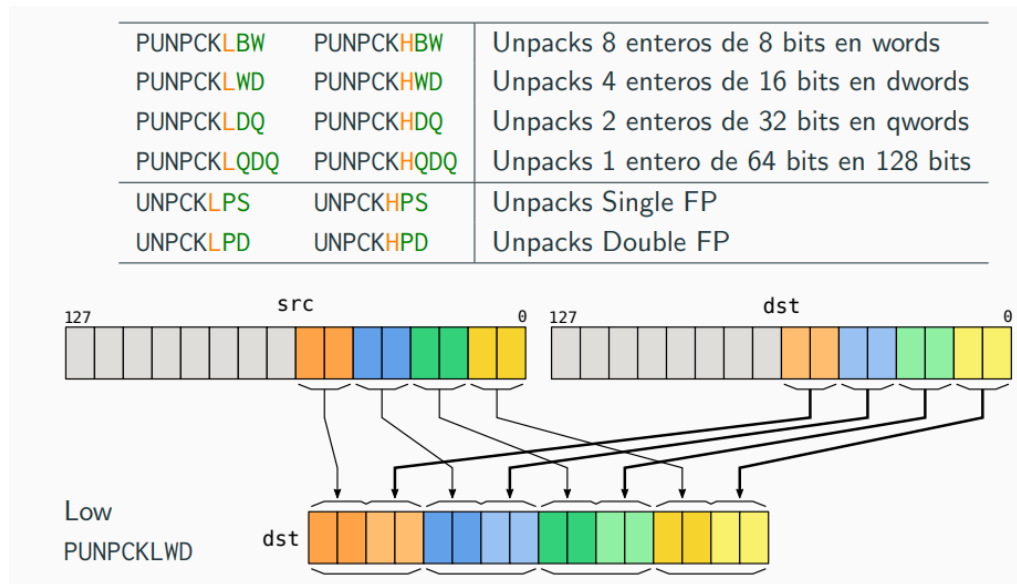 PUNPCKLBW PUNPCKHBW Unpacks 8 enteros de 8 bits en words
PUNPCKLWD PUNPCKHWD Unpacks 4 enteros de 16 bits en dwords
PUNPCKLDQ PUNPCKHDQ Unpacks 2 enteros de 32 bits en qwords
PUNPCKLQDQ PUNPCKHQDQ Unpacks 1 entero de 64 bits en 128 bits
UNPCKLPS UNPCKHPS Unpacks Single FP
UNPCKLPD UNPCKHPD Unpacks Double FP
src dst
127 0 127 0
Low
PUNPCKLWD
dst